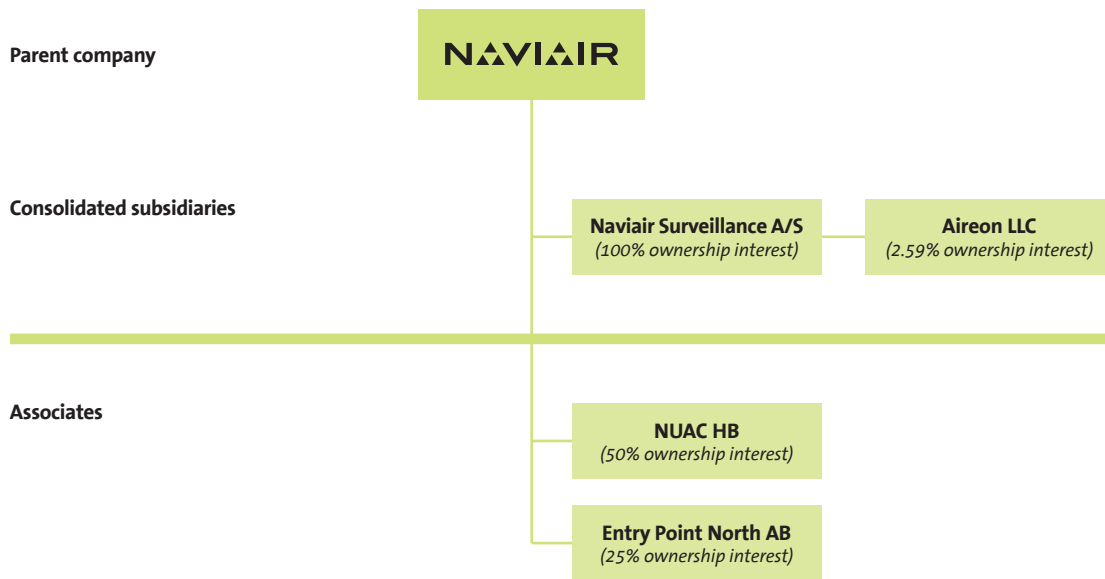 Parent company
NAVIAIR
Consolidated subsidiaries
Naviair Surveillance A/S
(100% ownership interest)
Aireon LLC
(2.59% ownership interest)
Associates
NUAC HB
(50% ownership interest)
Entry Point North AB
(25% ownership interest)